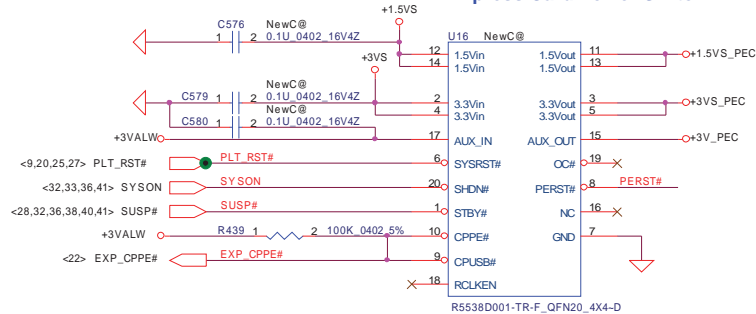 +1.5VS
C576 NewC@
1 2 0.1U_0402_16V4Z
U16 NewC@
+3VS
12 1.5Vin 1.5Vout 11 +1.5VS_PEC
14 1.5Vin 1.5Vout 13
C579 NewC@
1 2 0.1U_0402_16V4Z
2 3.3Vin 3.3Vout 3 +3VS_PEC
4 3.3Vin 3.3Vout 5
C580 NewC@
1 2 0.1U_0402_16V4Z
+3VALW 17 AUX_IN AUX_OUT 15 +3V_PEC
<9,20,25,27> PLT_RST# PLT_RST# 6 SYSRST# OC# 19
<32,33,36,41> SYSON SYSON 20 SHDN# PERST# 8 PERST#
<28,32,36,38,40,41> SUSP# SUSP# 1 STBY# NC 16
+3VALW R439 1 2 100K_0402_5% 10 CPPE# GND 7
<22> EXP_CPPE# EXP_CPPE# 9 CPUSB#
18 RCLKEN
R5538D001-TR-F_QFN20_4X4~D